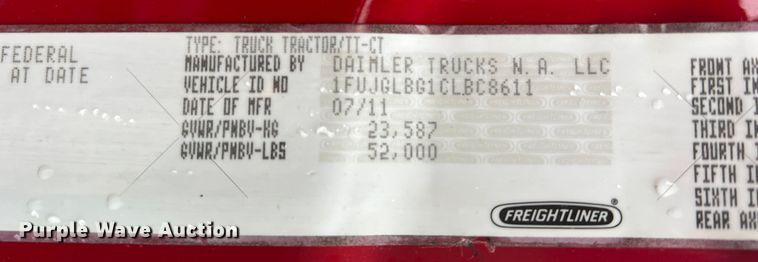 FEDERAL
AT DATE
TYPE: TRUCK TRACTOR/TT-CT
MANUFACTURED BY DAIMLER TRUCKS N.A. LLC
VEHICLE ID NO 1FUJGLBG1CLBC8611
DATE OF MFR 07/11
GVWR/PNBV-KG 23,587
GVWR/PNBV-LBS 52,000
FRONT AX
FIRST IN
SECOND I
THIRD IN
FOURTH I
FIFTH I
SIXTH I
REAR AX
FREIGHTLINER®
Purple Wave Auction